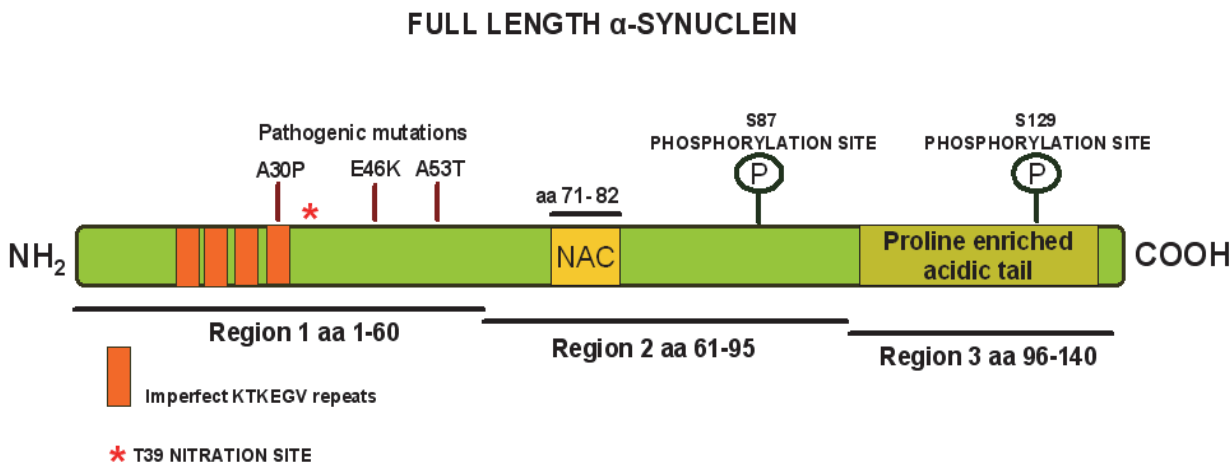 FULL LENGTH α-SYNUCLEIN
Pathogenic mutations
A30P
E46K
A53T
aa 71- 82
S87
PHOSPHORYLATION SITE
P
S129
PHOSPHORYLATION SITE
P
NH2
NAC
Proline enriched
acidic tail
COOH
Region 1 aa 1-60
Region 2 aa 61-95
Region 3 aa 96-140
Imperfect KTKEGV repeats
* T39 NITRATION SITE